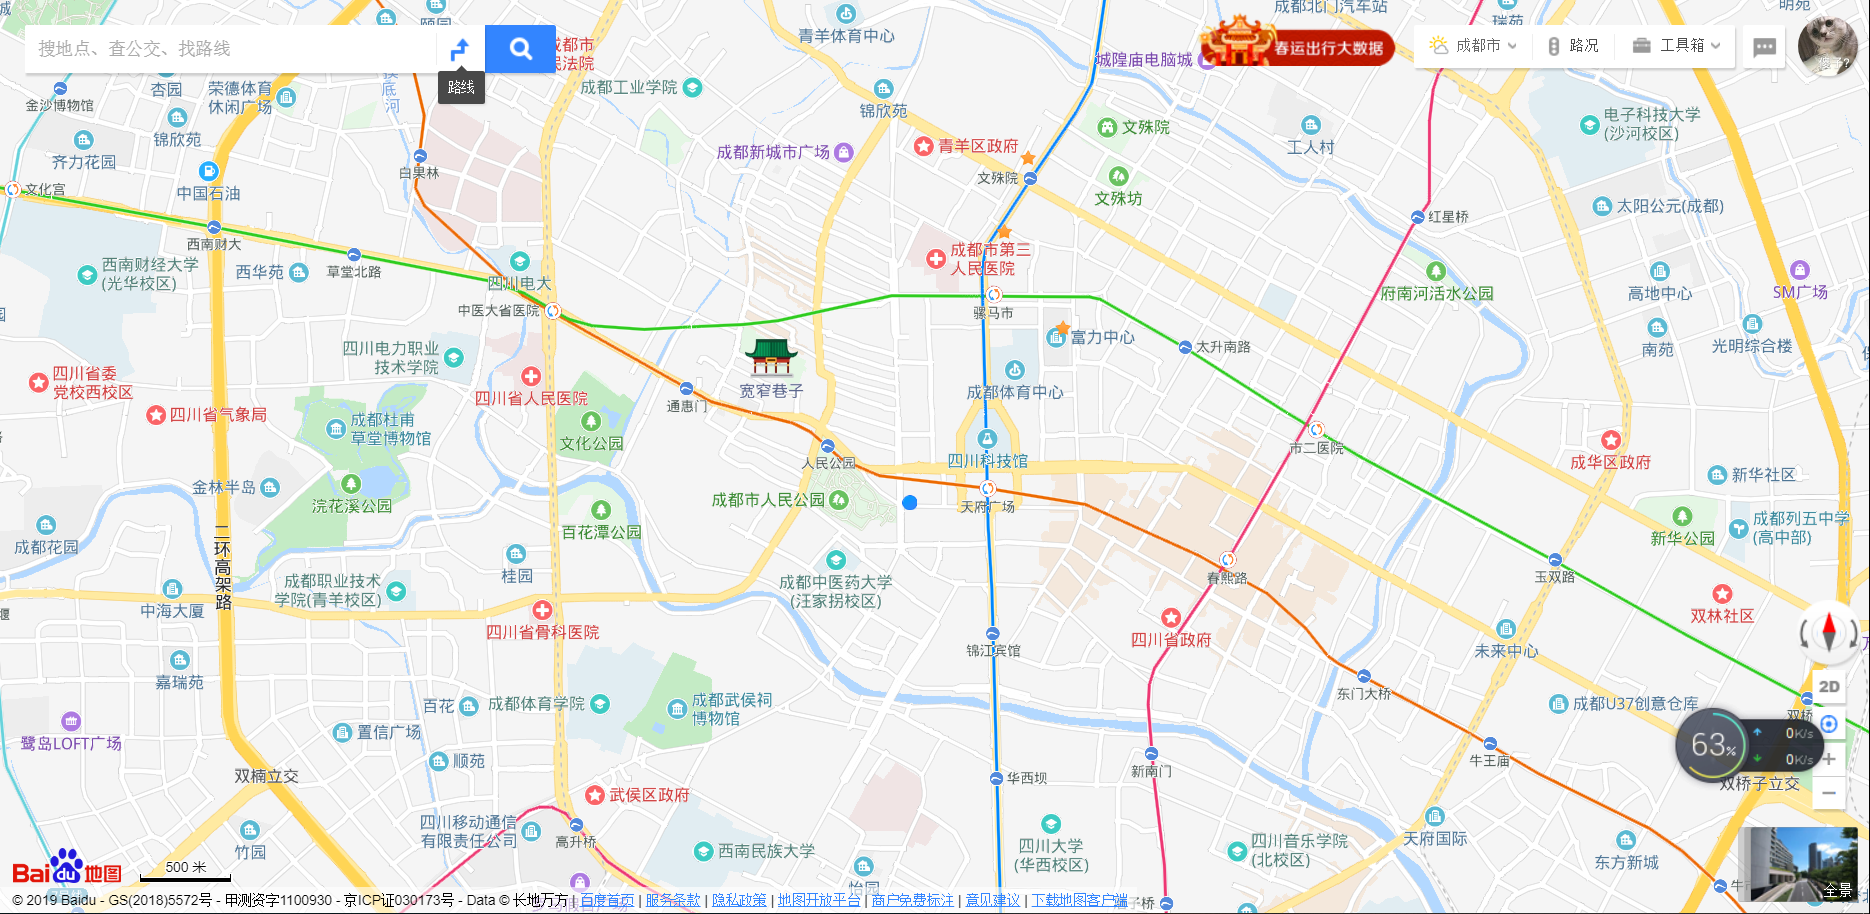 颐园
成都市
民法院
青羊体育中心
成都北门汽车站
瑞苑
明苑
搜地点、查公交、找路线
路线
春运出行大数据
成都市
路况
工具箱
傻子?
城隍庙电脑城
金沙博物馆
杏园
荣德体育
休闲广场
底河
成都工业学院
锦欣苑
锦欣苑
文殊院
电子科技大学
(沙河校区)
工人村
齐力花园
中国石油
白果林
成都新城市广场
青羊区政府
文殊院
文殊坊
文化宫
太阳公元(成都)
红星桥
西南财大
西南财经大学
(光华校区)
西华苑
草堂北路
四川电大
成都市第三
人民医院
府南河活水公园
高地中心
SM广场
中医大省医院
骡马市
四川电力职业
技术学院
富力中心
太升南路
南苑
光明综合楼
四川省委
党校西校区
四川省人民医院
宽窄巷子
通惠门
成都体育中心
四川省气象局
成都杜甫
草堂博物馆
文化公园
人民公园
四川科技馆
市二医院
成华区政府
新华社区
金林半岛
浣花溪公园
成都市人民公园
天府广场
百花潭公园
成都花园
二环高架路
新华公园
成都列五中学
(高中部)
桂园
成都职业技术
学院(青羊校区)
成都中医药大学
(汪家拐校区)
春熙路
玉双路
中海大厦
堰
四川省骨科医院
四川省政府
双林社区
锦江宾馆
未来中心
嘉瑞苑
东门大桥
2D
百花
成都体育学院
成都武侯祠
博物馆
成都U37创意仓库
双桥
鹭岛LOFT广场
置信广场
63%
0K/s
0K/s
顺苑
双楠立交
华西坝
新南门
牛王庙
双桥子立交
武侯区政府
四川移动通信
有限责任公司
高升桥
西南民族大学
四川大学
(华西校区)
四川音乐学院
(北校区)
天府国际
竹园
东方新城
怡园
Bai du 地图
500 米
全景
© 2019 Baidu - GS(2018)5572号 - 甲测资字1100930 - 京ICP证030173号 - Data © 长地万方 | 百度首页 | 服务条款 | 隐私政策 | 地图开放平台 | 商户免费标注 | 意见建议 | 下载地图客户端
子桥